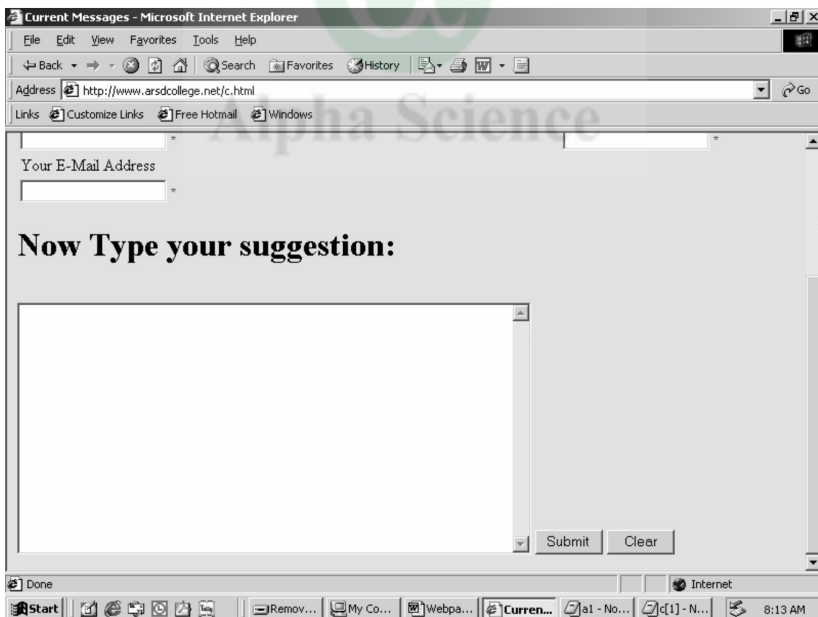 Current Messages - Microsoft Internet Explorer
File Edit View Favorites Tools Help
Back Search Favorites History
Address http://www.arsdcollege.net/c.html Go
Links Customize Links Free Hotmail Windows
Alpha Science
* *
Your E-Mail Address
*
Now Type your suggestion:
Submit Clear
Done Internet
Start Remov... My Co... Webpa... Curren... a1 - No... c[1] - N... 8:13 AM